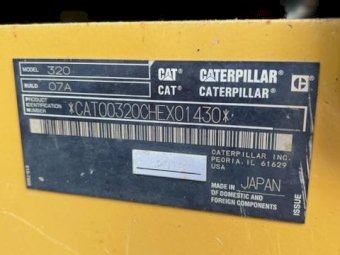 MODEL 320
BUILD 07A
CAT CATERPILLAR
CAT CATERPILLAR
PRODUCT IDENTIFICATION NUMBER *CAT00320CHEX01430*
CATERPILLAR INC.
PEORIA, IL 61629
USA
MADE IN JAPAN
OF DOMESTIC AND
FOREIGN COMPONENTS
ISSUE